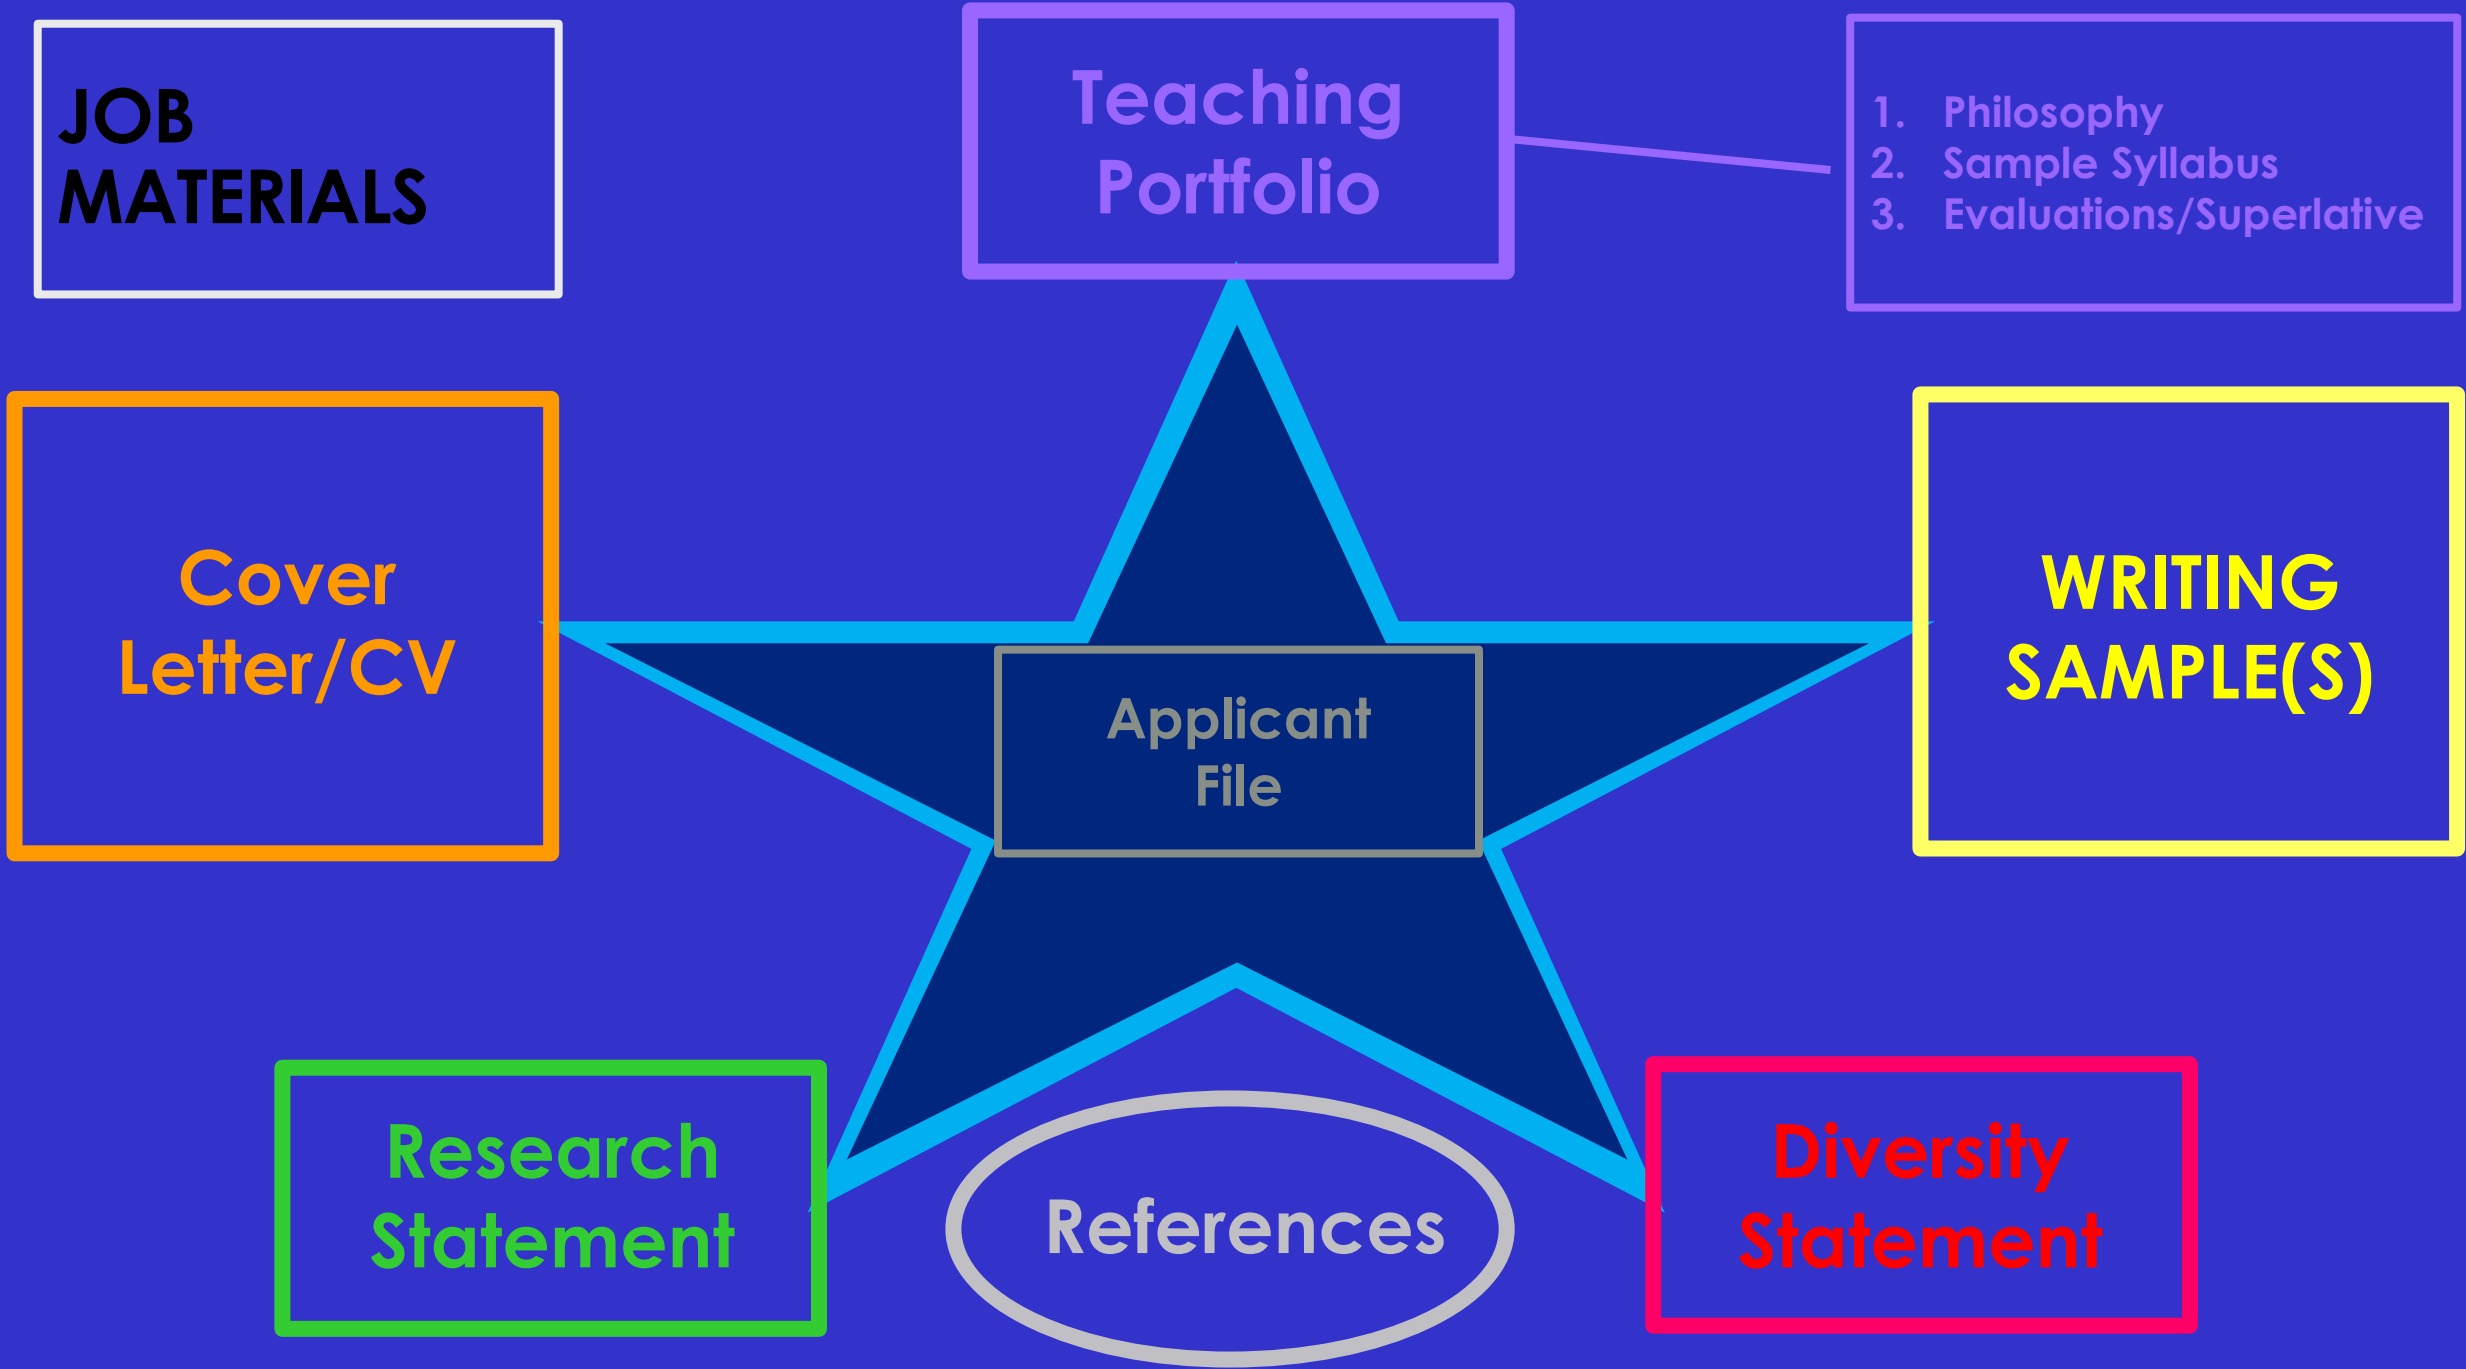 JOB
MATERIALS
Teaching
Portfolio
1. Philosophy
2. Sample Syllabus
3. Evaluations/Superlative
Cover
Letter/CV
WRITING
SAMPLE(S)
Applicant
File
Research
Statement
References
Diversity
Statement